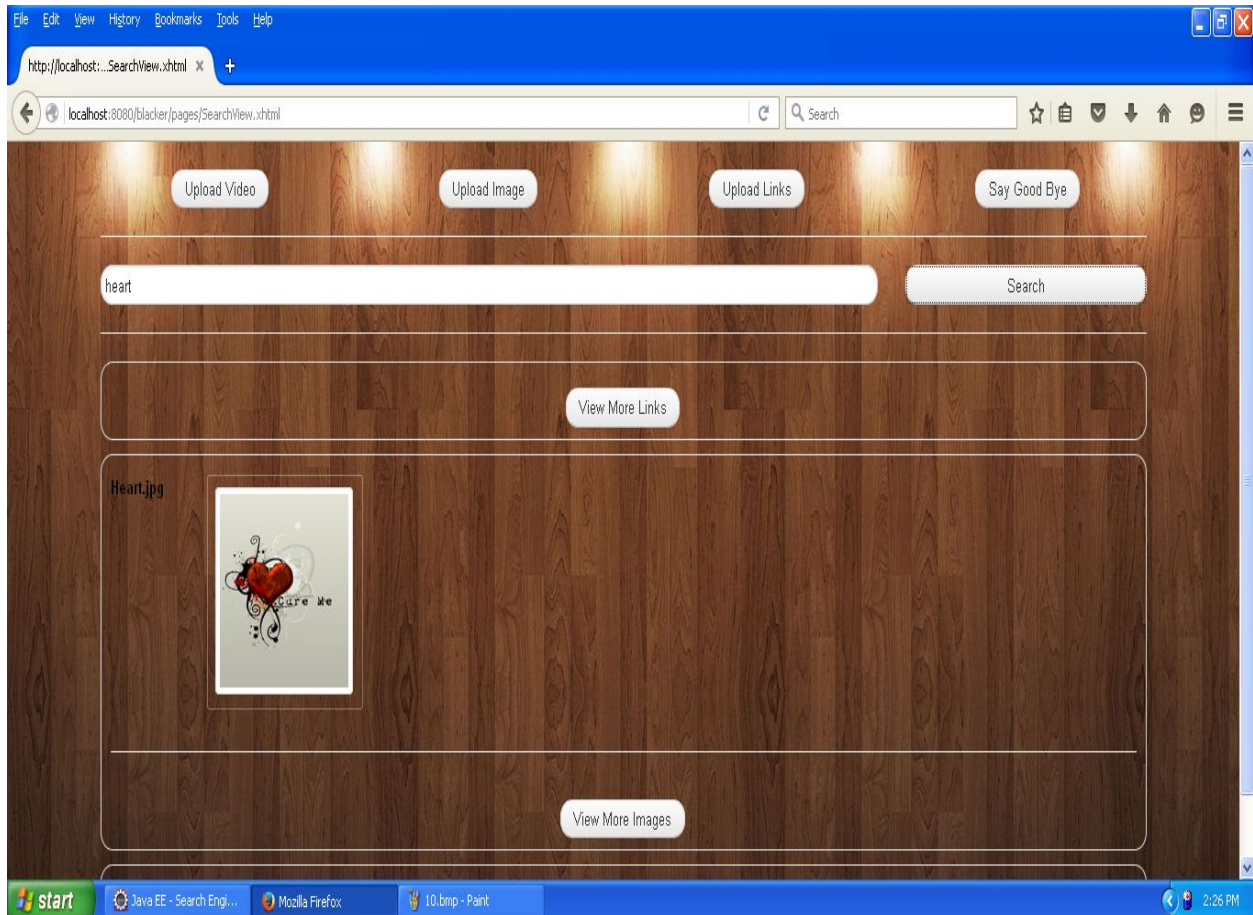 File Edit View History Bookmarks Tools Help
http://localhost:...SearchView.xhtml
localhost:8080/blacker/pages/SearchView.xhtml
Search
Upload Video
Upload Image
Upload Links
Say Good Bye
heart
Search
View More Links
Heart.jpg
Cure Me
View More Images
start
Java EE - Search Engi...
Mozilla Firefox
10.bmp - Paint
2:26 PM